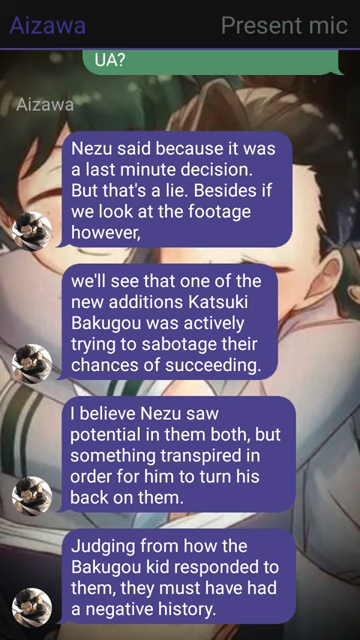 Aizawa
Present mic
UA?
Aizawa
Nezu said because it was
a last minute decision.
But that's a lie. Besides if
we look at the footage
however,
we'll see that one of the
new additions Katsuki
Bakugou was actively
trying to sabotage their
chances of succeeding.
I believe Nezu saw
potential in them both, but
something transpired in
order for him to turn his
back on them.
Judging from how the
Bakugou kid responded to
them, they must have had
a negative history.